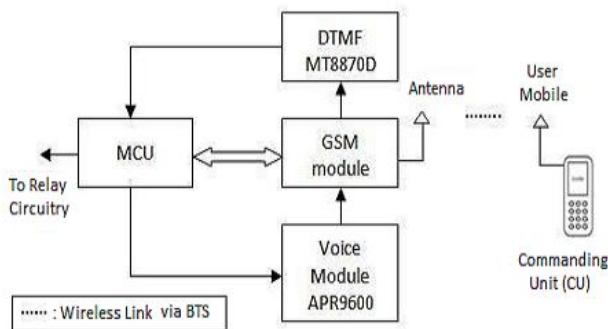 DTMF
MT8870D
Antenna
User
Mobile
MCU
GSM
module
To Relay
Circuitry
Voice
Module
APR9600
Commanding
Unit (CU)
...... : Wireless Link via BTS